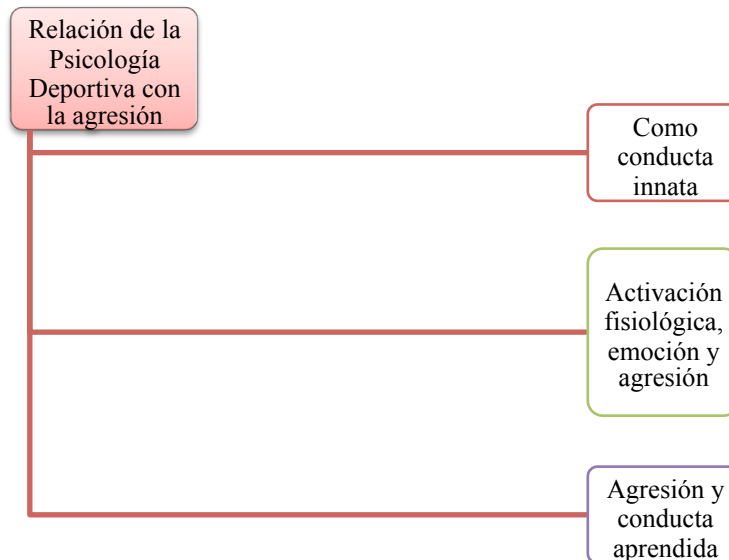 Relación de la
Psicología
Deportiva con
la agresión
Como
conducta
innata
Activación
fisiológica,
emoción y
agresión
Agresión y
conducta
aprendida